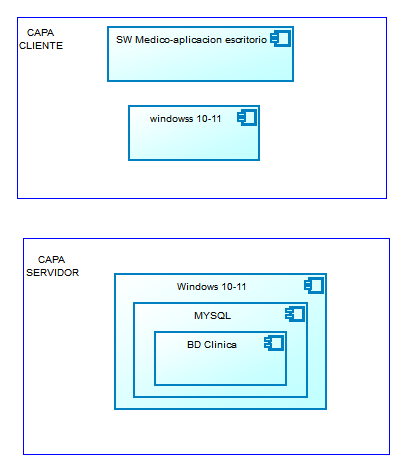 CAPA
CLIENTE
SW Medico-aplicacion escritorio
windowss 10-11
CAPA
SERVIDOR
Windows 10-11
MYSQL
BD Clinica